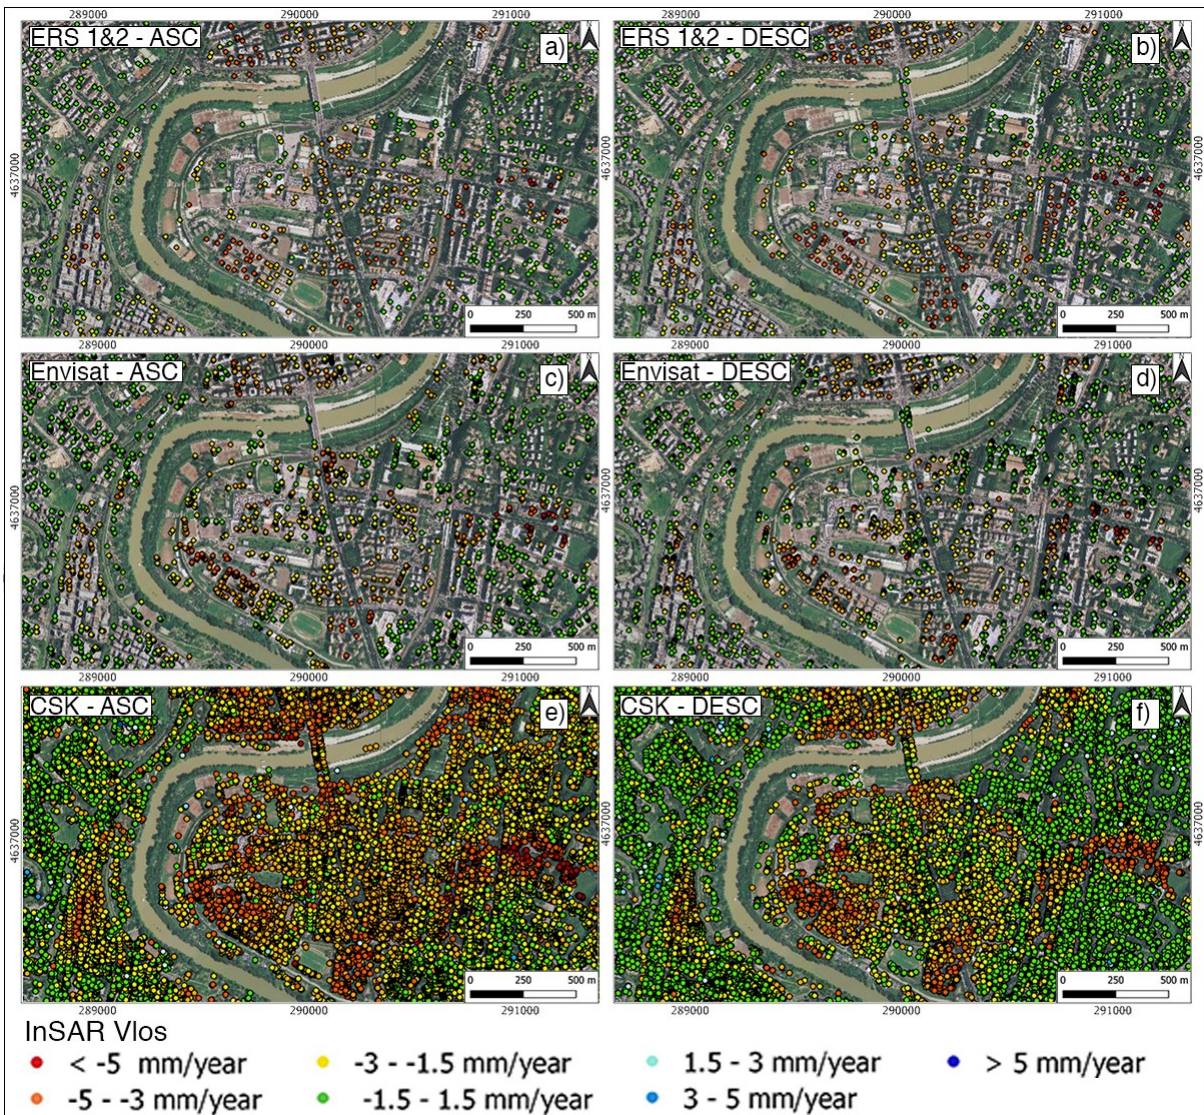 289000 290000 291000 289000 290000 291000
ERS 1&2 - ASC a) ERS 1&2 - DESC b)
4637000 4637000 4637000
0 250 500 m 0 250 500 m
289000 290000 291000 289000 290000 291000
Envisat - ASC c) Envisat - DESC d)
4637000 4637000 4637000
0 250 500 m 0 250 500 m
289000 290000 291000 289000 290000 291000
CSK - ASC e) CSK - DESC f)
4637000 4637000 4637000
0 250 500 m 0 250 500 m
289000 290000 291000 289000 290000 291000
InSAR Vlos
< -5 mm/year -3 - -1.5 mm/year 1.5 - 3 mm/year > 5 mm/year
-5 - -3 mm/year -1.5 - 1.5 mm/year 3 - 5 mm/year